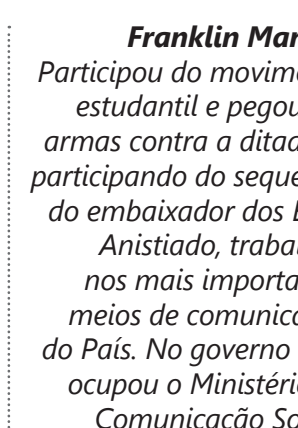 Franklin Mar
Participou do movime
estudantil e pegou
armas contra a ditad
participando do seque
do embaixador dos E
Anistiado, traba
nos mais importa
meios de comunica
do País. No governo
ocupou o Ministéri
Comunicação So